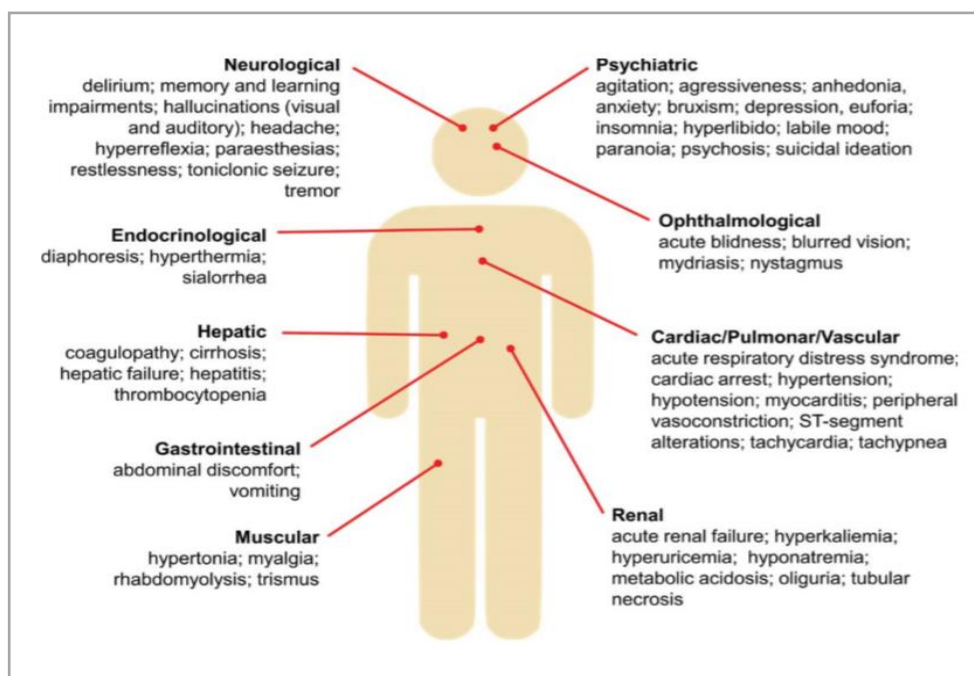 Neurological
delirium; memory and learning
impairments; hallucinations (visual
and auditory); headache;
hyperreflexia; paraesthesias;
restlessness; toniclonic seizure;
tremor
Endocrinological
diaphoresis; hyperthermia;
sialorrhea
Hepatic
coagulopathy; cirrhosis;
hepatic failure; hepatitis;
thrombocytopenia
Gastrointestinal
abdominal discomfort;
vomiting
Muscular
hypertonia; myalgia;
rhabdomyolysis; trismus
Psychiatric
agitation; agressiveness; anhedonia,
anxiety; bruxism; depression, euforia;
insomnia; hyperlibido; labile mood;
paranoia; psychosis; suicidal ideation
Ophthalmological
acute blidness; blurred vision;
mydriasis; nystagmus
Cardiac/Pulmonar/Vascular
acute respiratory distress syndrome;
cardiac arrest; hypertension;
hypotension; myocarditis; peripheral
vasoconstriction; ST-segment
alterations; tachycardia; tachypnea
Renal
acute renal failure; hyperkaliemia;
hyperuricemia; hyponatremia;
metabolic acidosis; oliguria; tubular
necrosis